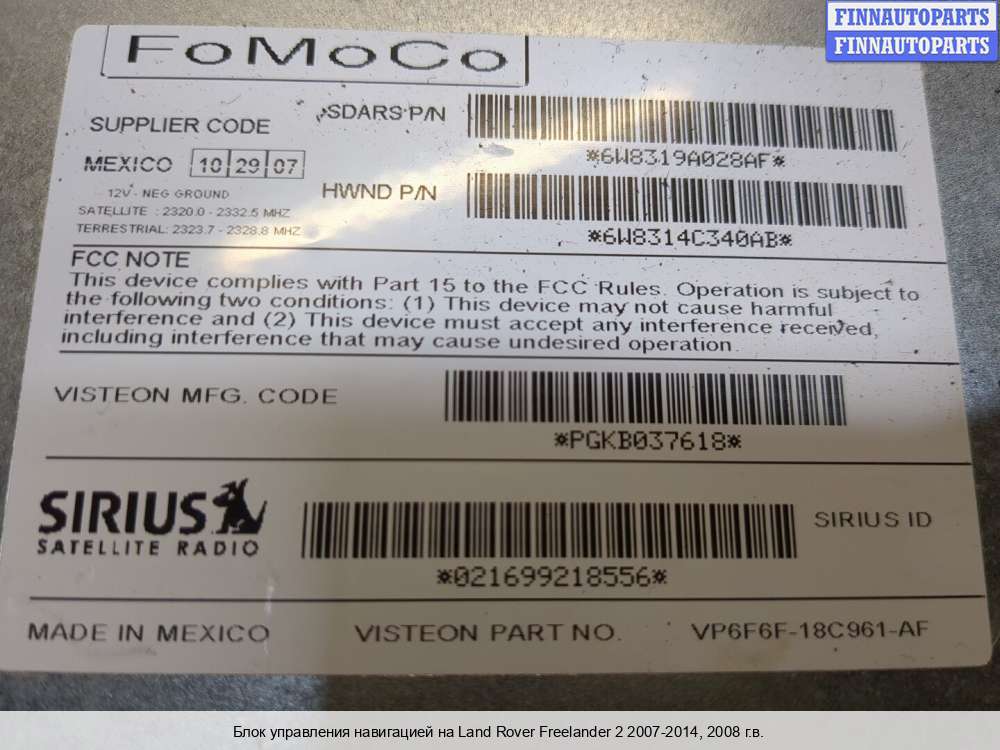 FINNAUTOPARTS
FINNAUTOPARTS
FoMoCo
SUPPLIER CODE
SDARS P/N
*6W8319A028AF*
MEXICO 10 29 07
12V - NEG GROUND
HWND P/N
SATELLITE : 2320.0 - 2332.5 MHZ
TERRESTRIAL: 2323.7 - 2328.8 MHZ
*6W8314C340AB*
FCC NOTE
This device complies with Part 15 to the FCC Rules. Operation is subject to
the following two conditions: (1) This device may not cause harmful
interference and (2) This device must accept any interference received,
including interference that may cause undesired operation.
VISTEON MFG. CODE
*PGKB037618*
SIRIUS
SATELLITE RADIO
SIRIUS ID
*021699218556*
MADE IN MEXICO VISTEON PART NO. VP6F6F-18C961-AF
Блок управления навигацией на Land Rover Freelander 2 2007-2014, 2008 г.в.